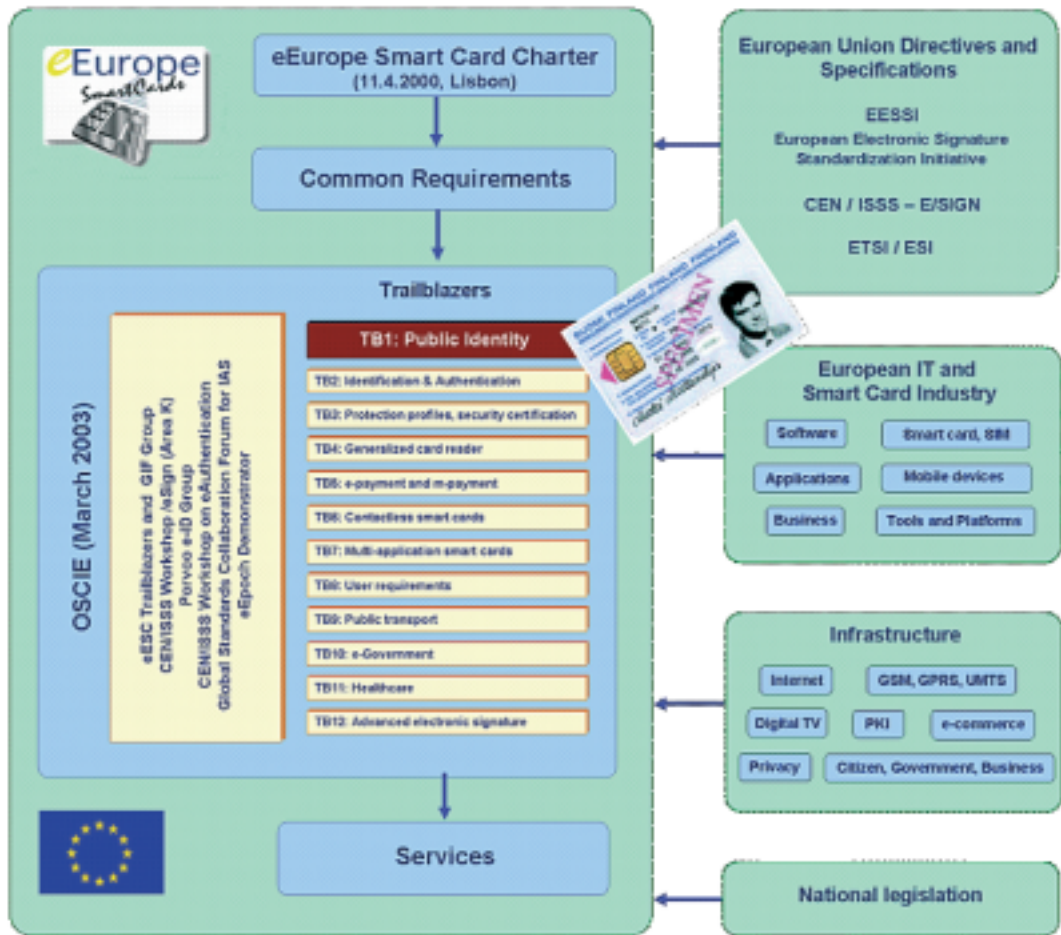 eEurope
SmartCards
eEurope Smart Card Charter
(11.4.2000, Lisbon)
Common Requirements
Trailblazers
OSCIE (March 2003)
eESC Trailblazers and GIF Group
CEN/ISSS Workshop /eSign (Area K)
Porvoo e-ID Group
CEN/ISSS Workshop on eAuthentication
Global Standards Collaboration Forum for IAS
eEpoch Demonstrator
TB1: Public Identity
TB2: Identification & Authentication
TB3: Protection profiles, security certification
TB4: Generalized card reader
TB5: e-payment and m-payment
TB6: Contactless smart cards
TB7: Multi-application smart cards
TB8: User requirements
TB9: Public transport
TB10: e-Government
TB11: Healthcare
TB12: Advanced electronic signature
Services
European Union Directives and
Specifications
EESSI
European Electronic Signature
Standardization Initiative
CEN / ISSS – E/SIGN
ETSI / ESI
FINLAND FINLAND
SPECIMEN
European IT and
Smart Card Industry
Software
Smart card, SIM
Applications
Mobile devices
Business
Tools and Platforms
Infrastructure
Internet
GSM, GPRS, UMTS
Digital TV
PKI
e-commerce
Privacy
Citizen, Government, Business
National legislation